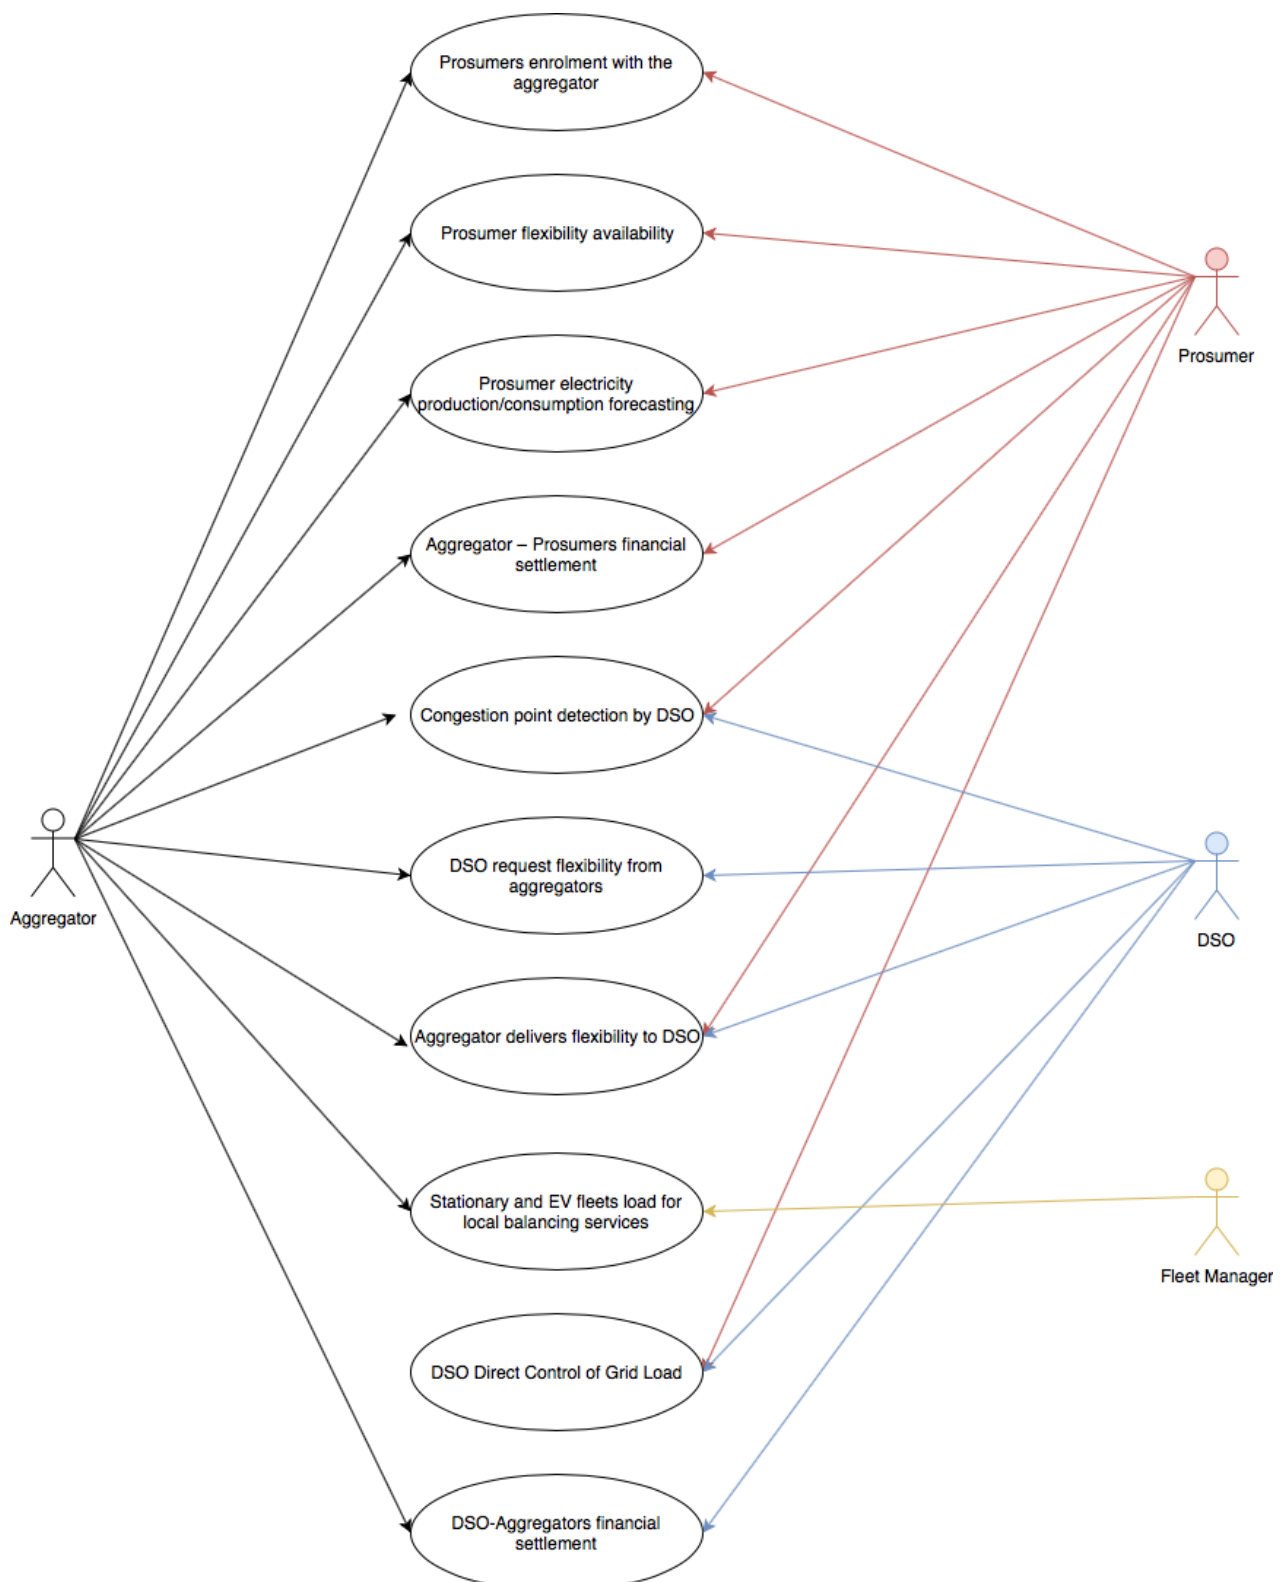 Prosumers enrolment with the
aggregator
Prosumer flexibility availability
Prosumer
Prosumer electricity
production/consumption forecasting
Aggregator – Prosumers financial
settlement
Congestion point detection by DSO
DSO request flexibility from
aggregators
Aggregator
DSO
Aggregator delivers flexibility to DSO
Stationary and EV fleets load for
local balancing services
Fleet Manager
DSO Direct Control of Grid Load
DSO-Aggregators financial
settlement